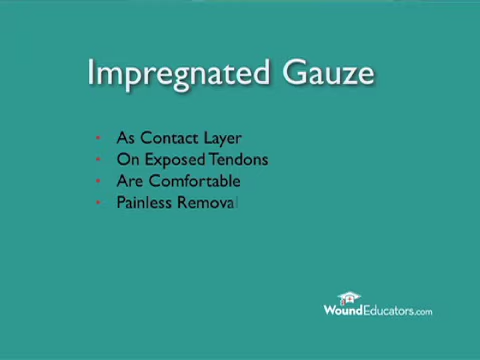 Impregnated Gauze
• As Contact Layer
• On Exposed Tendons
• Are Comfortable
• Painless Removal
WoundEducators.com